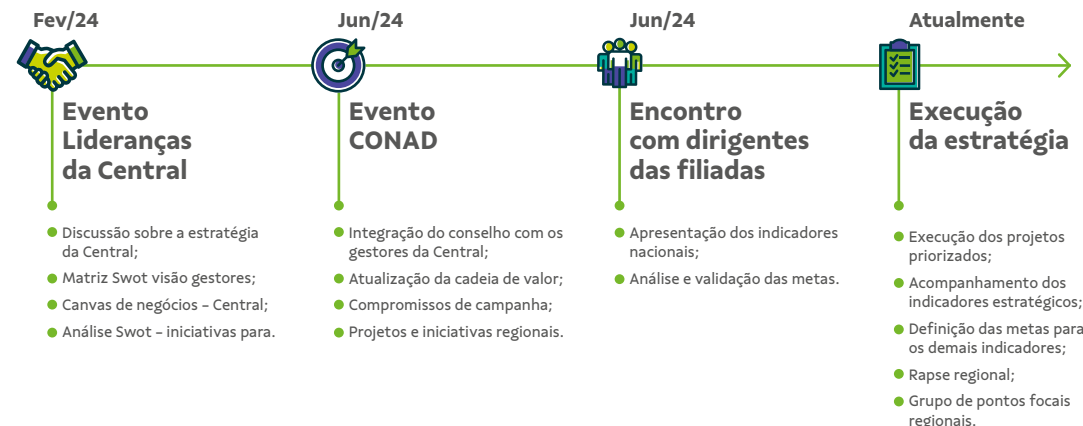 Fev/24
Evento
Lideranças
da Central
Discussão sobre a estratégia
da Central;
Matriz Swot visão gestores;
Canvas de negócios – Central;
Análise Swot – iniciativas para.
Jun/24
Evento
CONAD
Integração do conselho com os
gestores da Central;
Atualização da cadeia de valor;
Compromissos de campanha;
Projetos e iniciativas regionais.
Jun/24
Encontro
com dirigentes
das filiadas
Apresentação dos indicadores
nacionais;
Análise e validação das metas.
Atualmente
Execução
da estratégia
Execução dos projetos
priorizados;
Acompanhamento dos
indicadores estratégicos;
Definição das metas para
os demais indicadores;
Rapse regional;
Grupo de pontos focais
regionais.